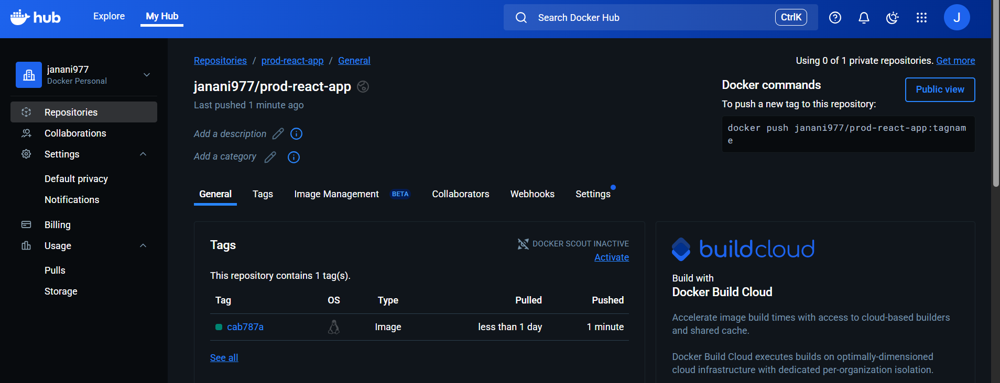 hub
Explore
My Hub
Search Docker Hub
CtrlK
J
janani977
Docker Personal
Repositories
Collaborations
Settings
Default privacy
Notifications
Billing
Usage
Pulls
Storage
Repositories / prod-react-app / General
Using 0 of 1 private repositories. Get more
janani977/prod-react-app
Last pushed 1 minute ago
Add a description
Add a category
Docker commands
Public view
To push a new tag to this repository:
docker push janani977/prod-react-app:tagnam
e
General
Tags
Image Management BETA
Collaborators
Webhooks
Settings
Tags
DOCKER SCOUT INACTIVE
Activate
This repository contains 1 tag(s).
Tag OS Type Pulled Pushed
cab787a Image less than 1 day 1 minute
See all
buildcloud
Build with
Docker Build Cloud
Accelerate image build times with access to cloud-based builders
and shared cache.
Docker Build Cloud executes builds on optimally-dimensioned
cloud infrastructure with dedicated per-organization isolation.